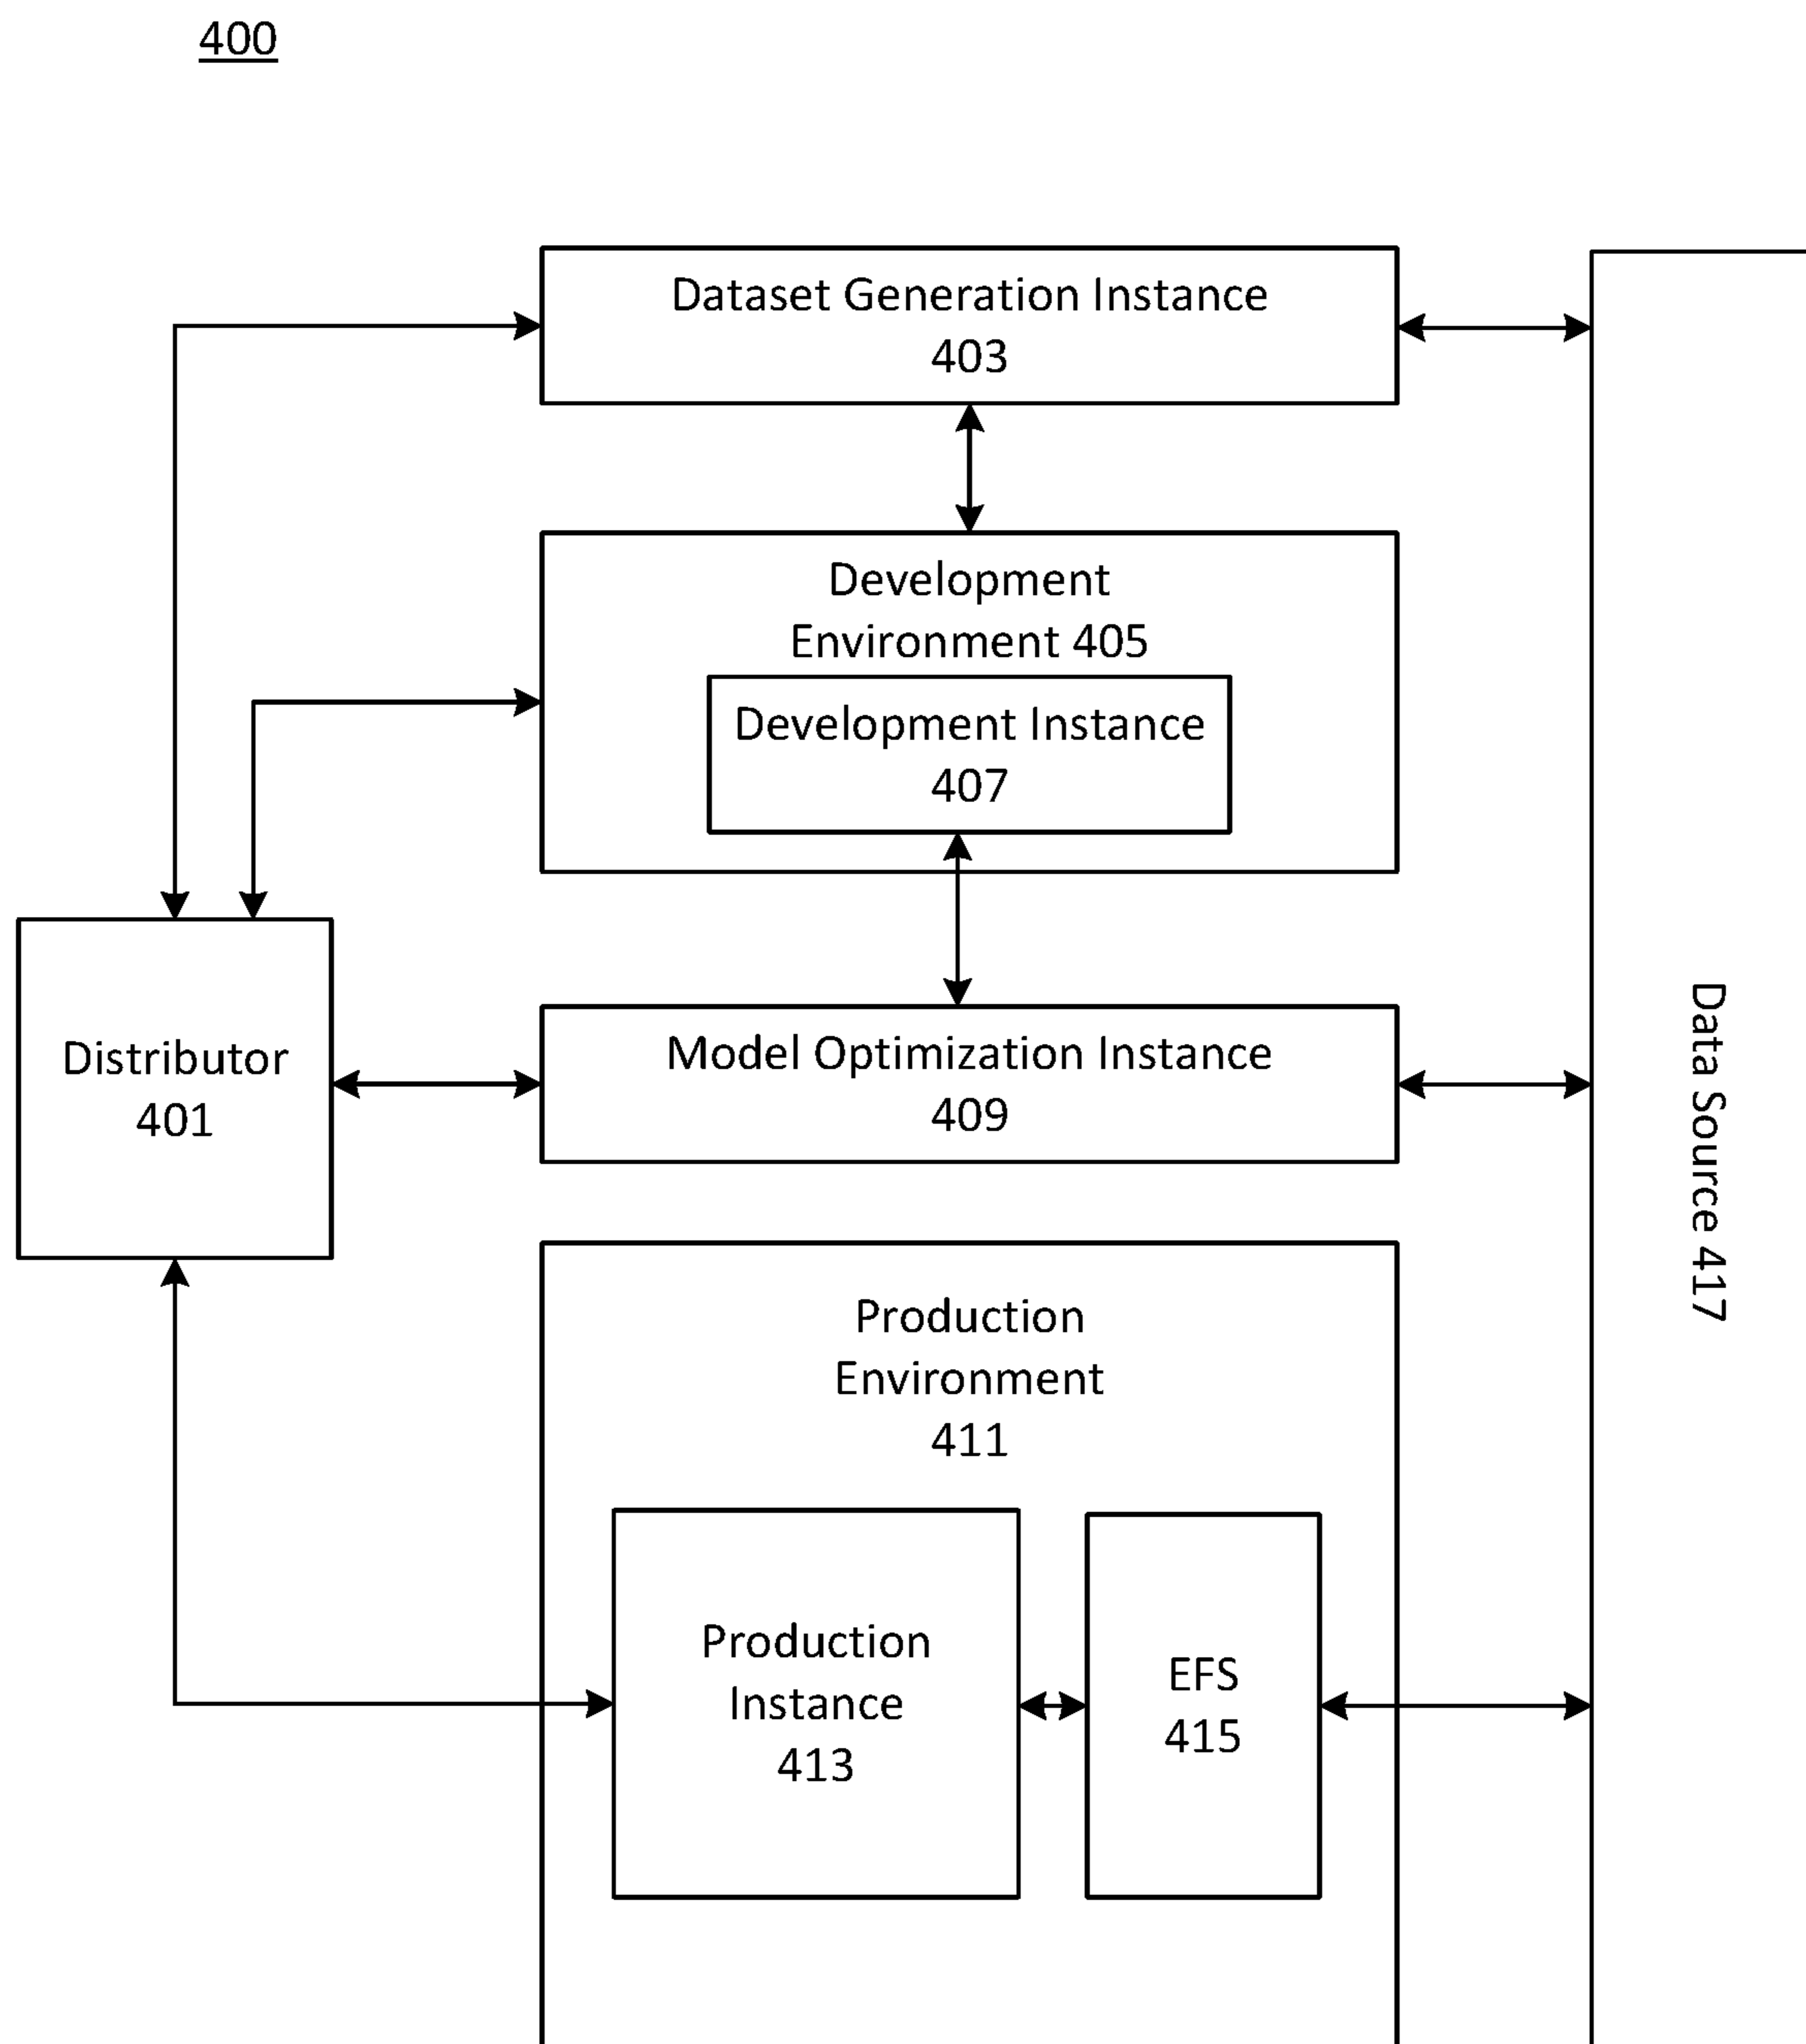 400
Dataset Generation Instance
403
Development
Environment 405
Development Instance
407
Distributor
401
Model Optimization Instance
409
Data Source 417
Production
Environment
411
Production
Instance
413
EFS
415